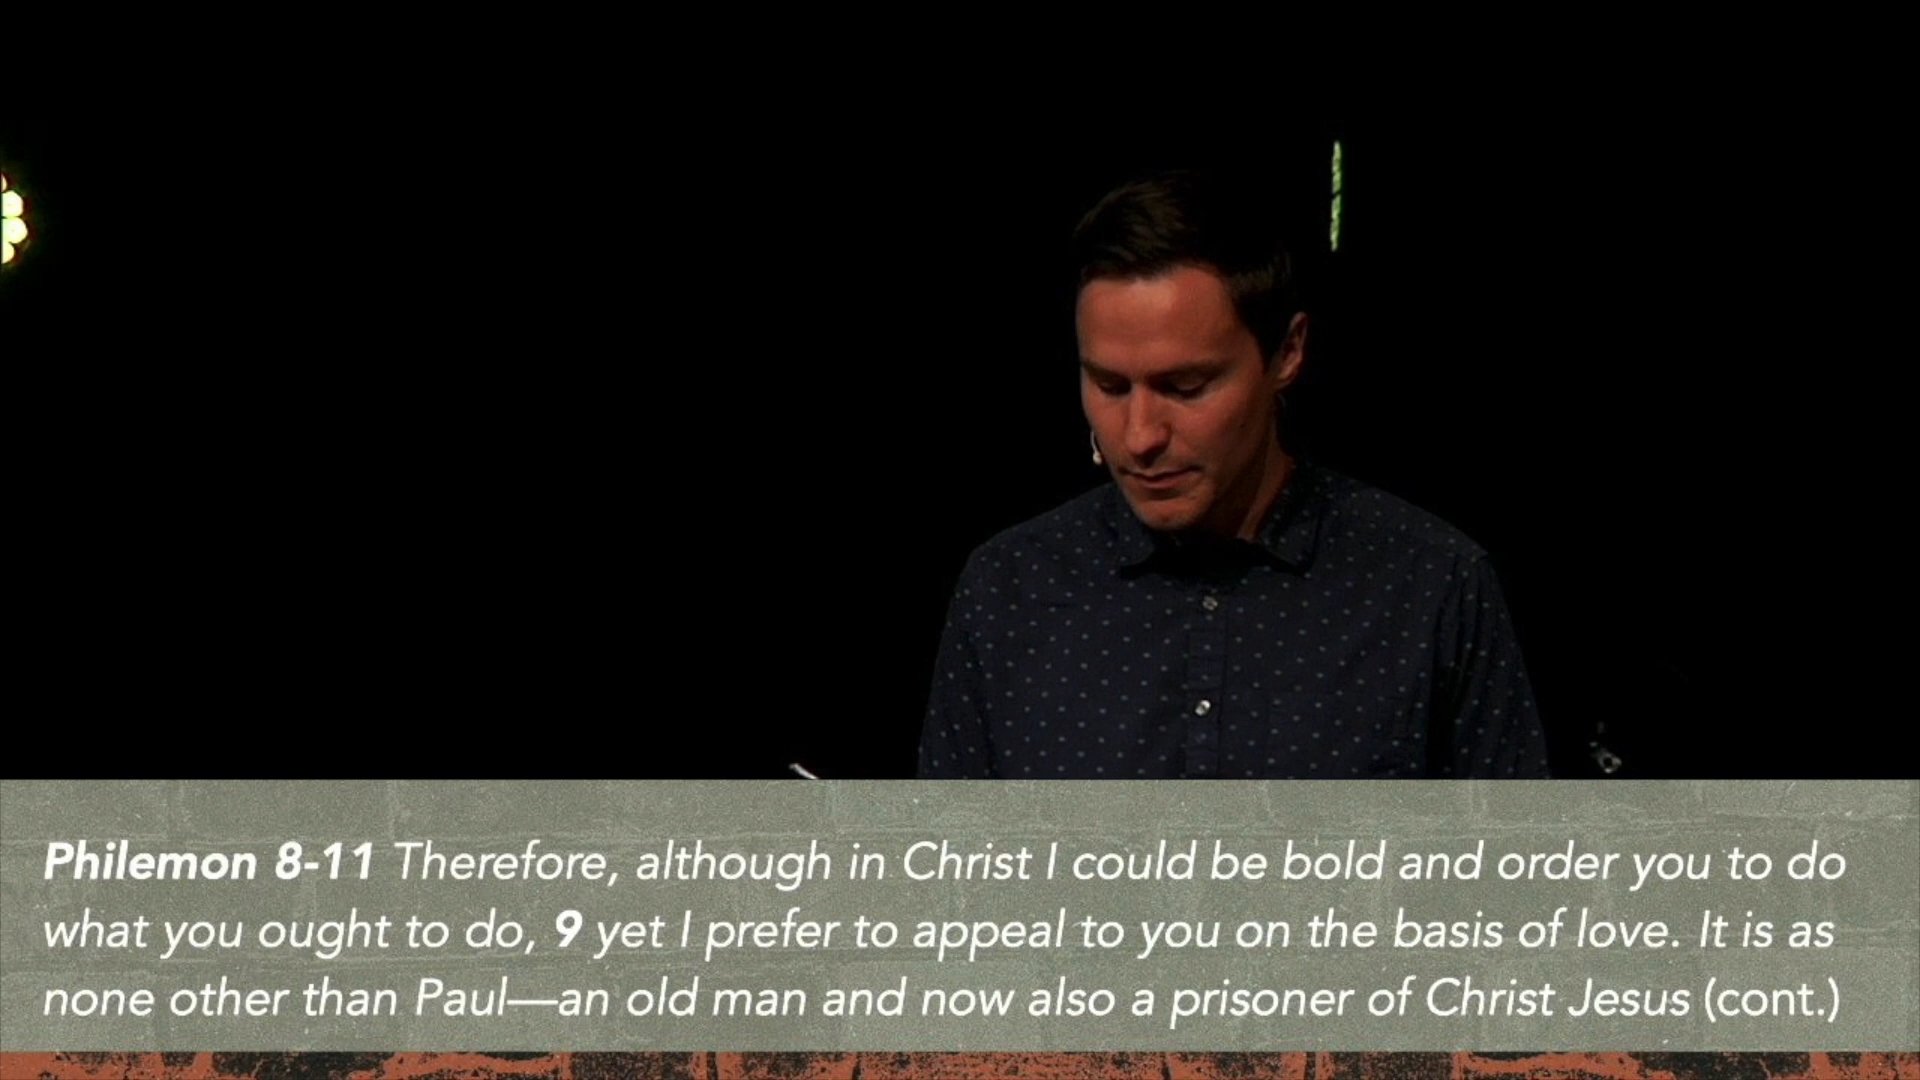 Philemon 8-11 Therefore, although in Christ I could be bold and order you to do
what you ought to do, 9 yet I prefer to appeal to you on the basis of love. It is as
none other than Paul—an old man and now also a prisoner of Christ Jesus (cont.)